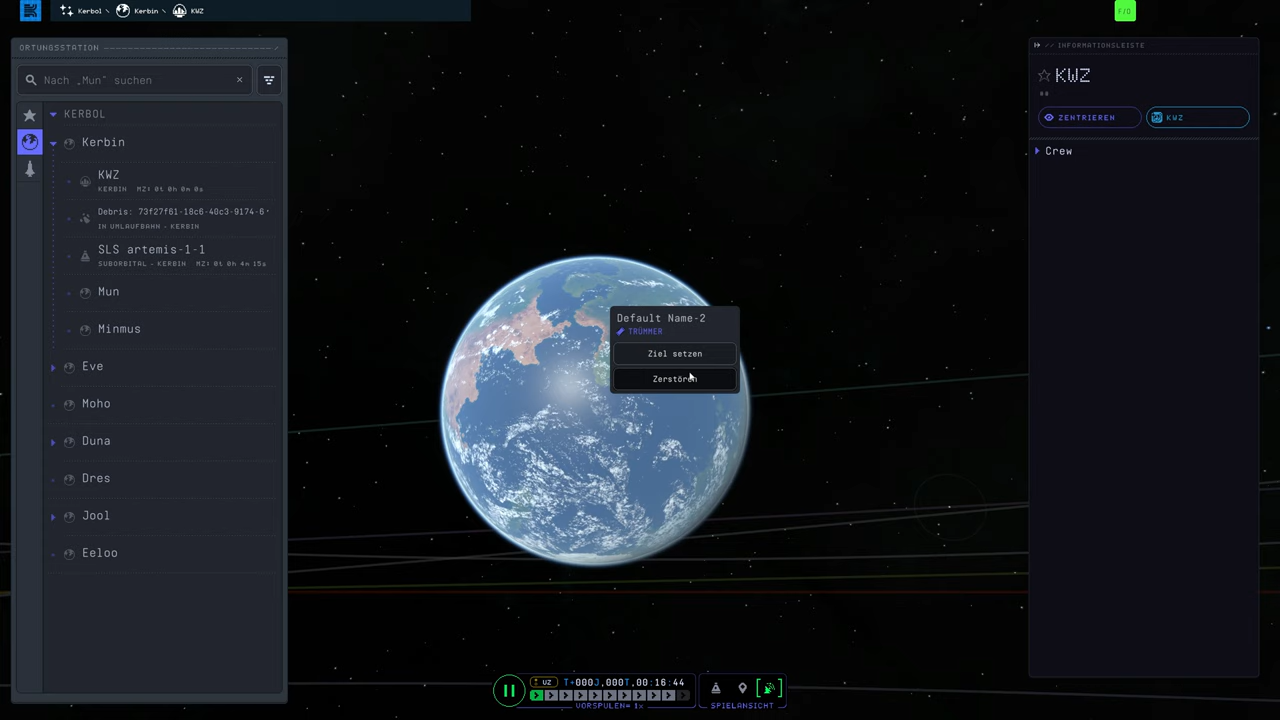 Kerbol
Kerbin
KWZ
F/D
ORTUNGSSTATION
Nach „Mun“ suchen
KERBOL
Kerbin
KWZ
KERBIN MZ: 0t 0h 0m 0s
Debris: 73f27f61-18c6-40c3-9174-6
IN UMLAUFBAHN - KERBIN
SLS artemis-1-1
SUBORBITAL - KERBIN MZ: 0t 0h 4m 15s
Mun
Minmus
Eve
Moho
Duna
Dres
Jool
Eeloo
Default Name-2
TRÜMMER
Ziel setzen
Zerstören
INFORMATIONSLEISTE
KWZ
ZENTRIEREN
KWZ
Crew
UZ T+000J,000T,00:16:44
VORSPULEN= 1x
SPIELANSICHT